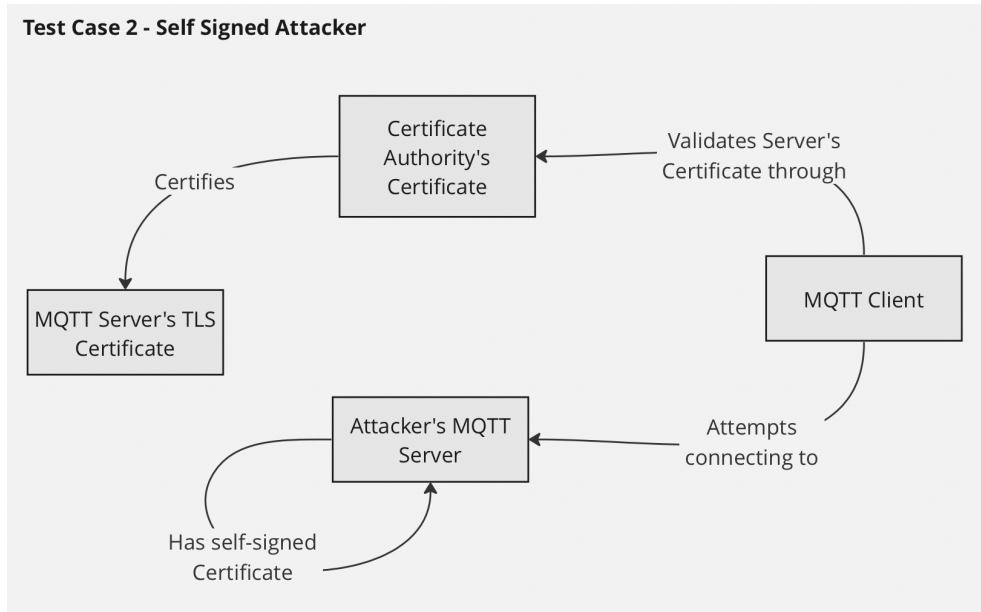 Test Case 2 - Self Signed Attacker
Certificate
Authority's
Certificate
Validates Server's
Certificate through
Certifies
MQTT Server's TLS
Certificate
MQTT Client
Attacker's MQTT
Server
Attempts
connecting to
Has self-signed
Certificate